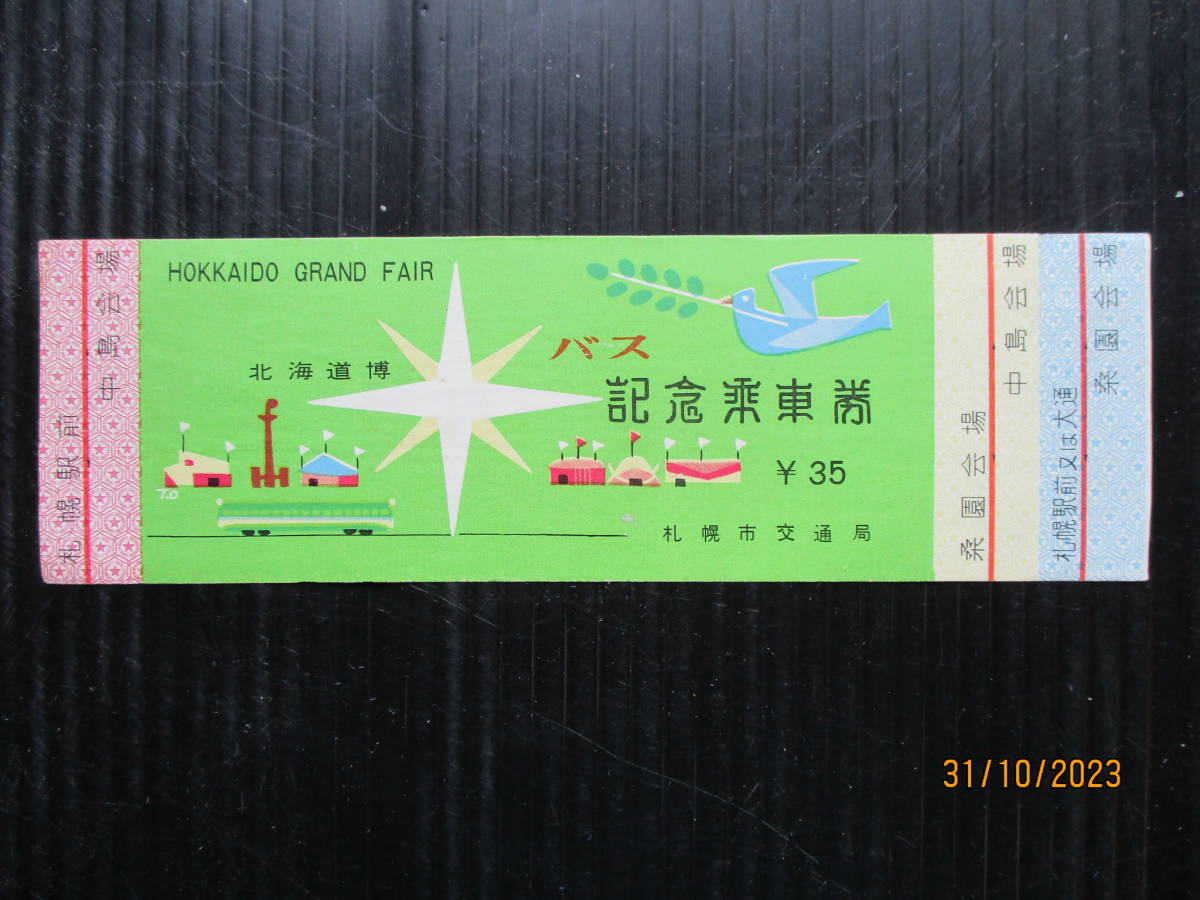 札幌駅前
中島会場
HOKKAIDO GRAND FAIR
北海道博
バス
記念乗車券
¥35
札幌市交通局
T.O
桑園会場
中島会場
札幌駅前又は大通
桑園会場
31/10/2023